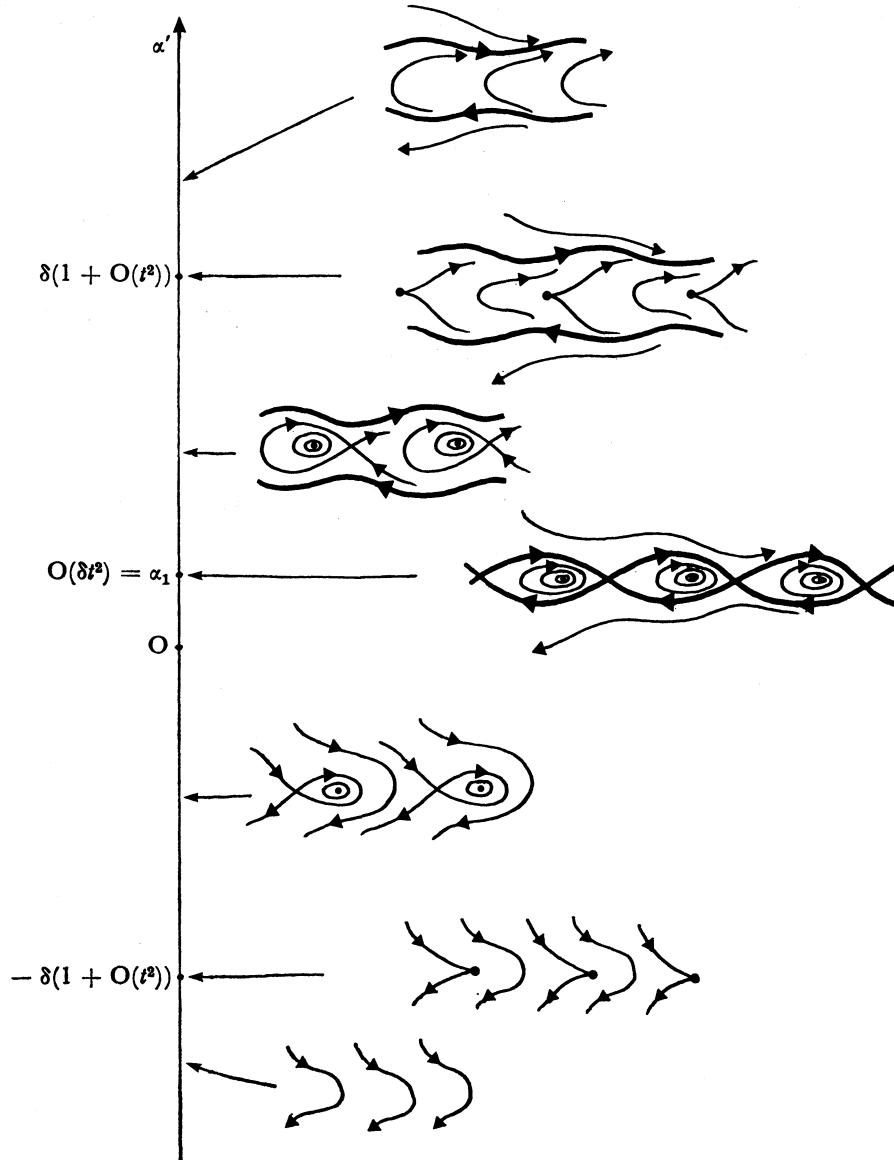 α′
δ(1 + O(t²))
O(δt²) = α₁
O
− δ(1 + O(t²))